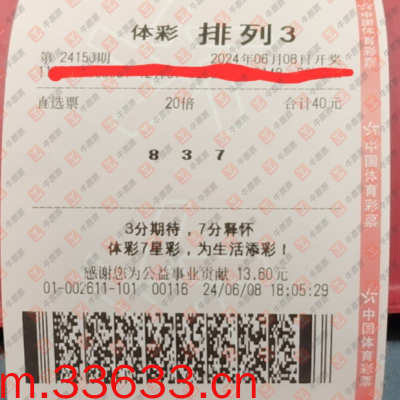 体彩 排列3
第 24150期 2024年06月08日开奖
直选票 20倍 合计40元
8 3 7
3分期待，7分释怀
体彩7星彩，为生活添彩！
感谢您为公益事业贡献 13.60元
01-002611-101 00116 24/06/08 18:05:29
m.33633.cn
中国体育彩票